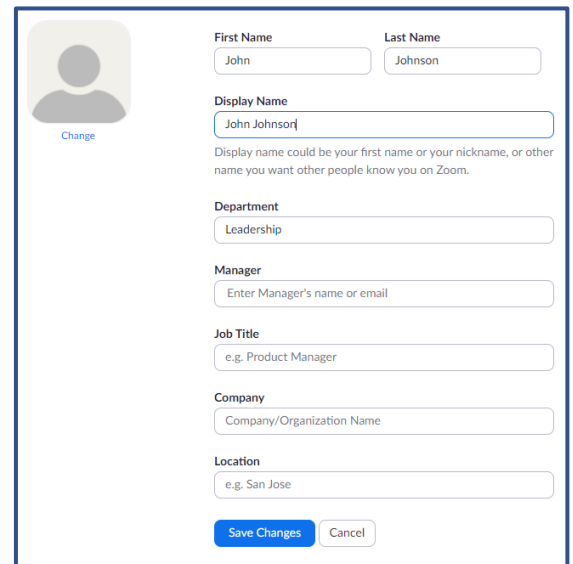 First Name Last Name
John Johnson
Change
Display Name
John Johnson
Display name could be your first name or your nickname, or other
name you want other people know you on Zoom.
Department
Leadership
Manager
Enter Manager's name or email
Job Title
e.g. Product Manager
Company
Company/Organization Name
Location
e.g. San Jose
Save Changes Cancel